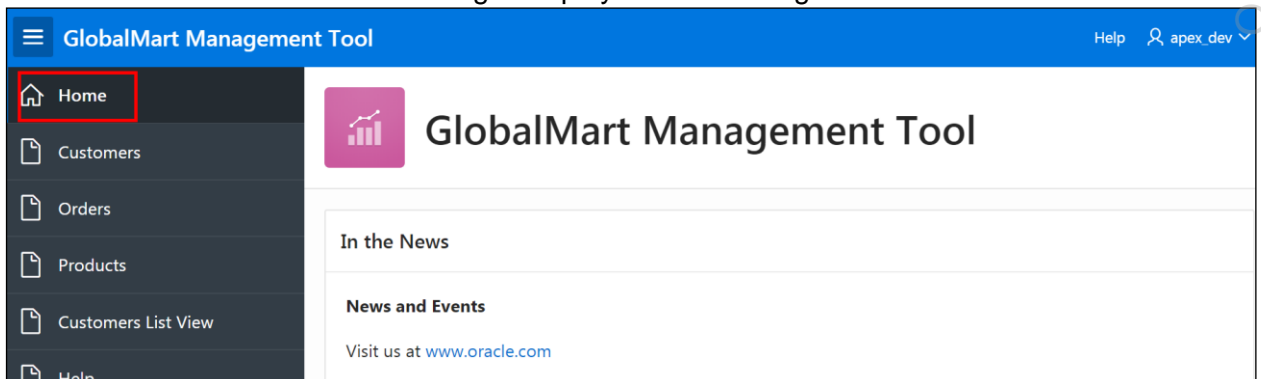 GlobalMart Management Tool
Help apex_dev
Home
Customers
Orders
Products
Customers List View
Help
GlobalMart Management Tool
In the News
News and Events
Visit us at www.oracle.com